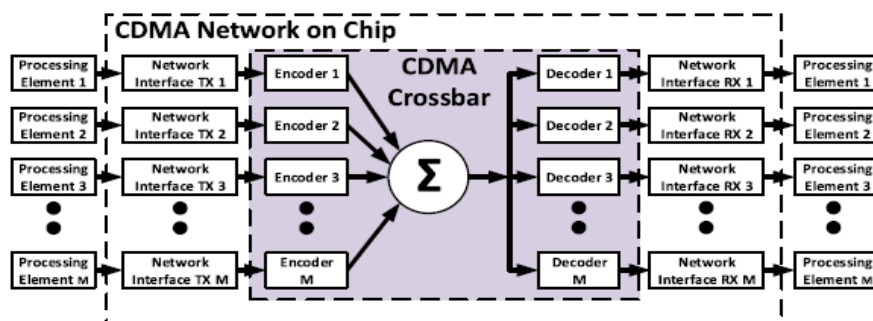 CDMA Network on Chip
Processing
Element 1
Network
Interface TX 1
Encoder 1
CDMA
Crossbar
Decoder 1
Network
Interface RX 1
Processing
Element 1
Processing
Element 2
Network
Interface TX 2
Encoder 2
Decoder 2
Network
Interface RX 2
Processing
Element 2
Processing
Element 3
Network
Interface TX 3
Encoder 3
Σ
Decoder 3
Network
Interface RX 3
Processing
Element 3
Processing
Element M
Network
Interface TX M
Encoder
M
Decoder
M
Network
Interface RX M
Processing
Element M